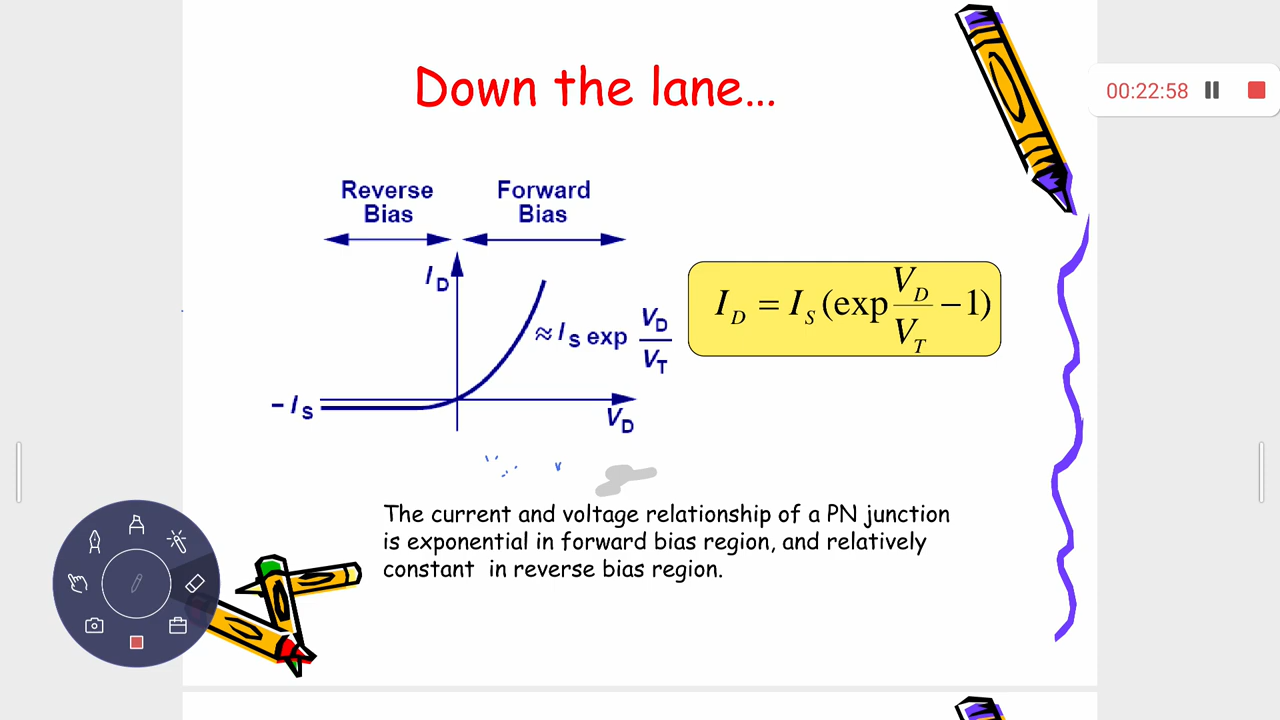 Down the lane...
00:22:58
Reverse Bias
Forward Bias
I_D
≈ I_S exp V_D / V_T
I_D = I_S (exp V_D / V_T − 1)
− I_S
V_D
The current and voltage relationship of a PN junction
is exponential in forward bias region, and relatively
constant in reverse bias region.